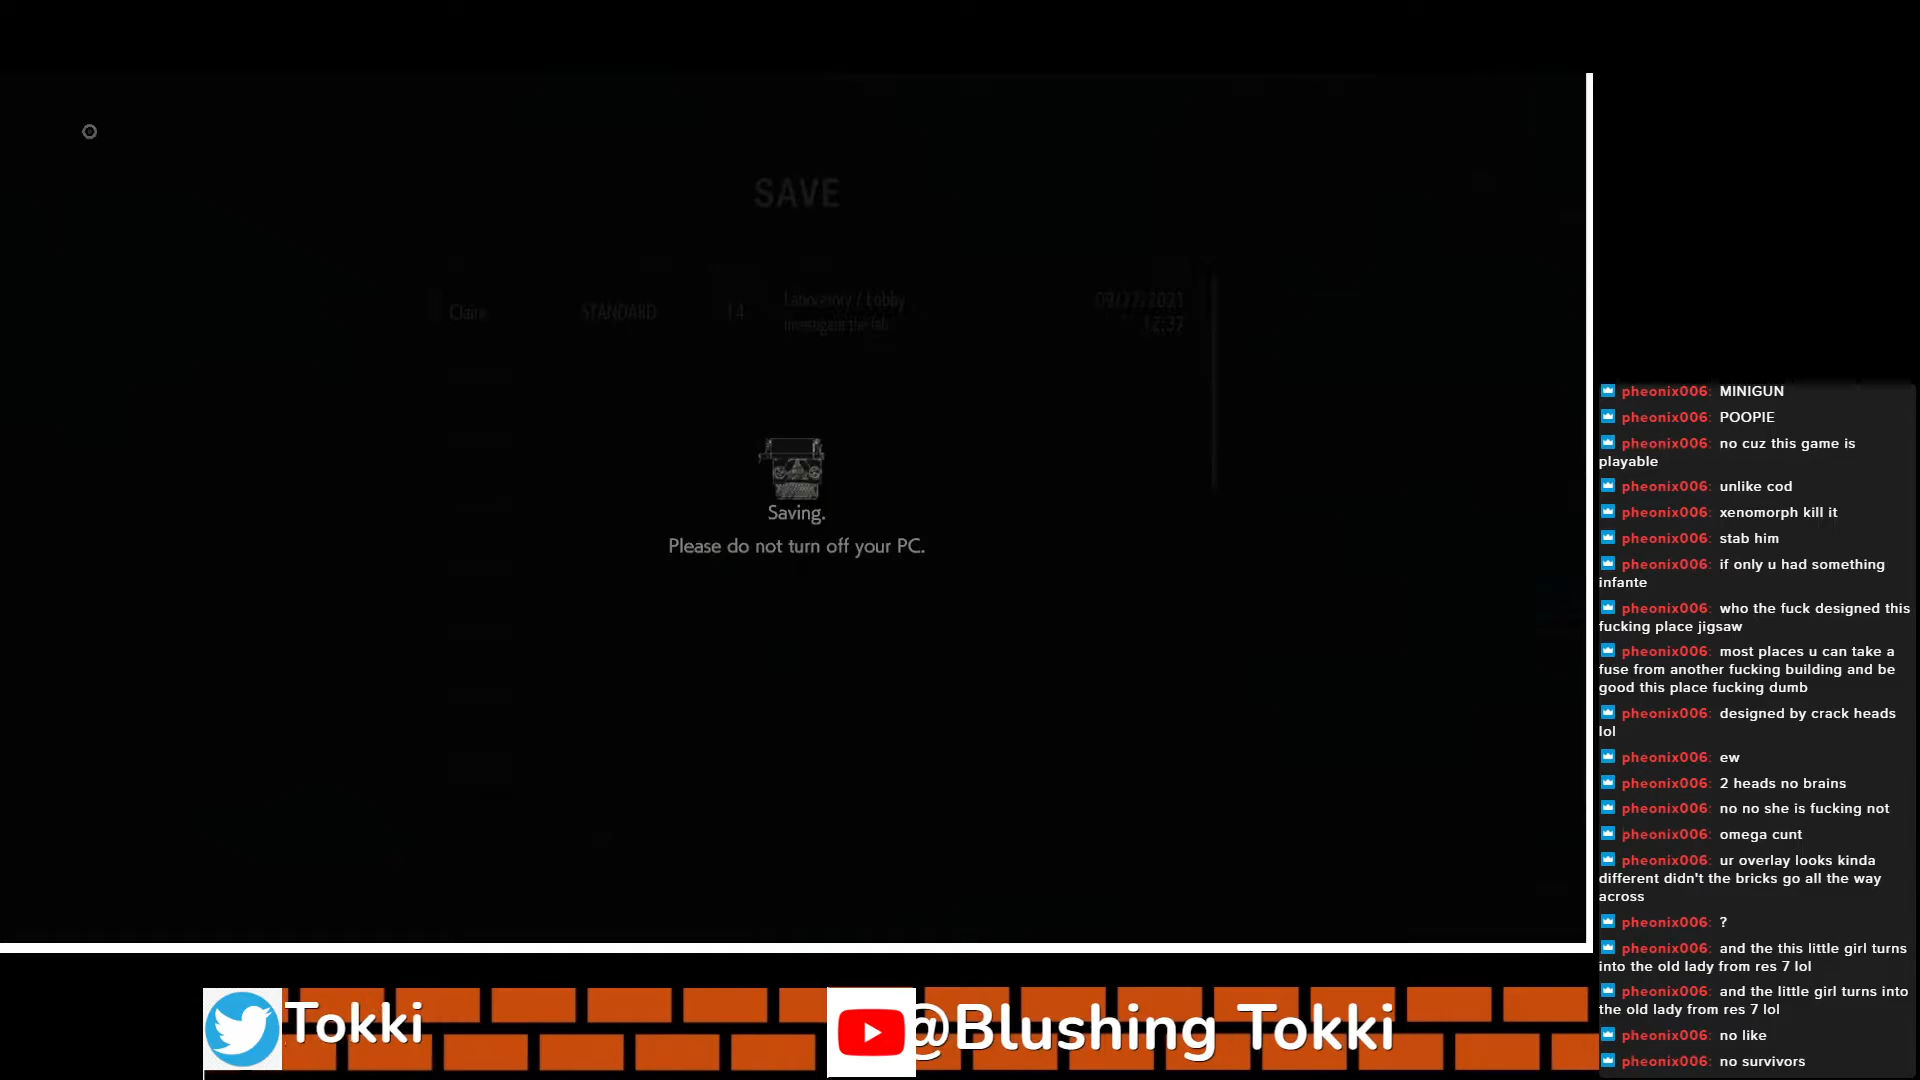 SAVE
Claire STANDARD 14 Laboratory / Lobby 09/27/2021
Investigate the lab 12:37
Saving.
Please do not turn off your PC.
pheonix006: MINIGUN
pheonix006: POOPIE
pheonix006: no cuz this game is
playable
pheonix006: unlike cod
pheonix006: xenomorph kill it
pheonix006: stab him
pheonix006: if only u had something
infante
pheonix006: who the fuck designed this
fucking place jigsaw
pheonix006: most places u can take a
fuse from another fucking building and be
good this place fucking dumb
pheonix006: designed by crack heads
lol
pheonix006: ew
pheonix006: 2 heads no brains
pheonix006: no no she is fucking not
pheonix006: omega cunt
pheonix006: ur overlay looks kinda
different didn't the bricks go all the way
across
pheonix006: ?
pheonix006: and the this little girl turns
into the old lady from res 7 lol
pheonix006: and the little girl turns into
the old lady from res 7 lol
pheonix006: no like
pheonix006: no survivors
Tokki
@Blushing Tokki